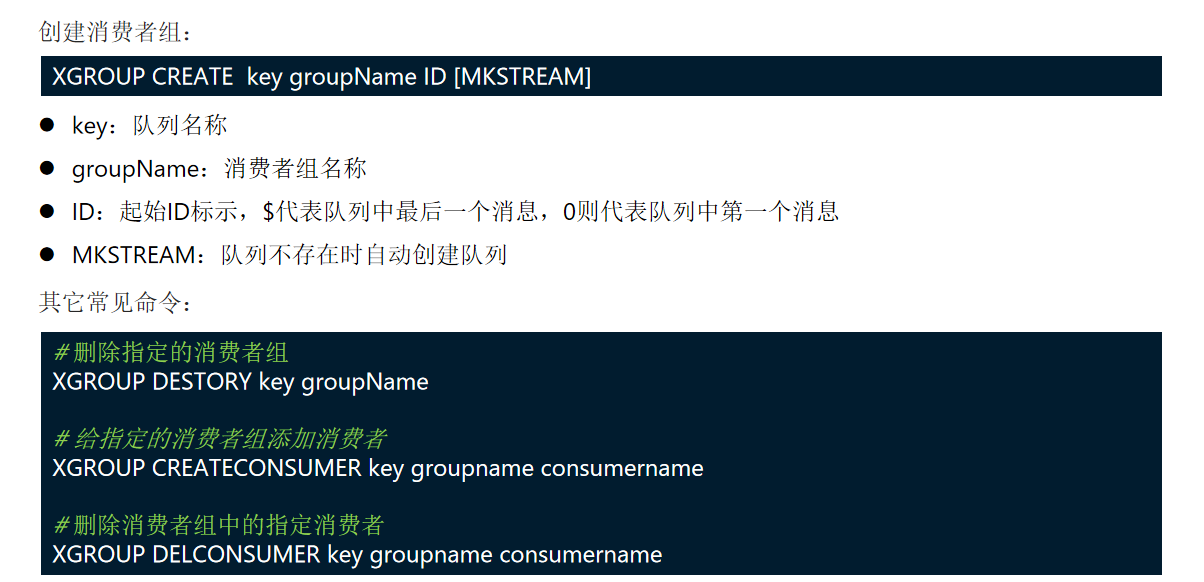 创建消费者组：
XGROUP CREATE  key groupName ID [MKSTREAM]
● key：队列名称
● groupName：消费者组名称
● ID：起始ID标示，$代表队列中最后一个消息，0则代表队列中第一个消息
● MKSTREAM：队列不存在时自动创建队列
其它常见命令：
# 删除指定的消费者组
XGROUP DESTORY key groupName
# 给指定的消费者组添加消费者
XGROUP CREATECONSUMER key groupname consumername
# 删除消费者组中的指定消费者
XGROUP DELCONSUMER key groupname consumername